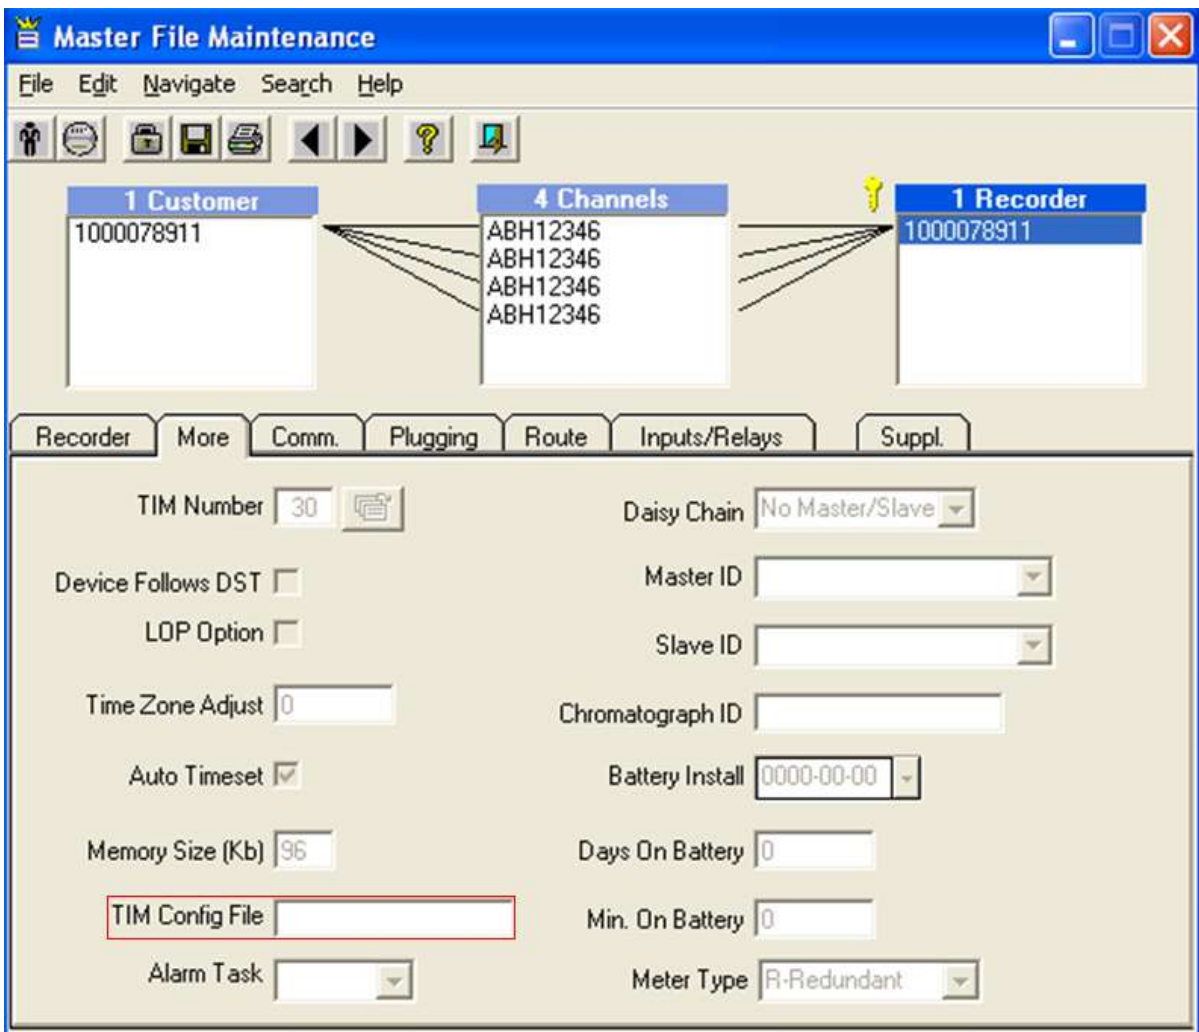 Master File Maintenance
File Edit Navigate Search Help
1 Customer
1000078911
4 Channels
ABH12346
ABH12346
ABH12346
ABH12346
1 Recorder
1000078911
Recorder More Comm. Plugging Route Inputs/Relays Suppl.
TIM Number 30
Device Follows DST
LOP Option
Time Zone Adjust 0
Auto Timeset
Memory Size (Kb) 96
TIM Config File
Alarm Task
Daisy Chain No Master/Slave
Master ID
Slave ID
Chromatograph ID
Battery Install 0000-00-00
Days On Battery 0
Min. On Battery 0
Meter Type R-Redundant